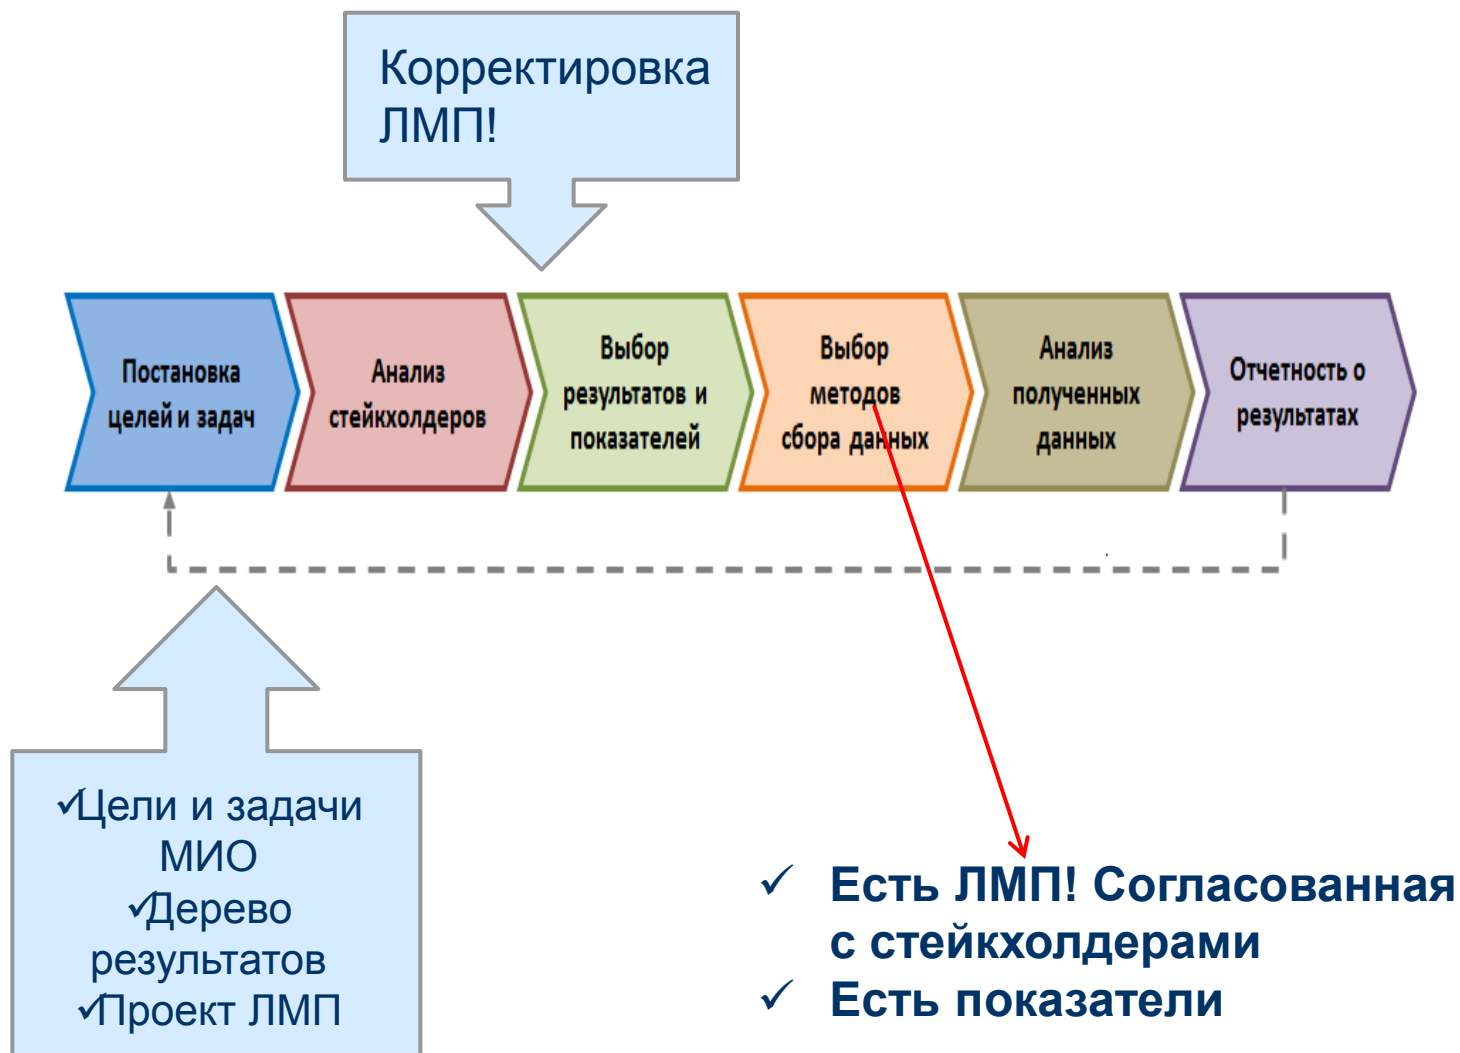 Корректировка
ЛМП!
Постановка
целей и задач
Анализ
стейкхолдеров
Выбор
результатов и
показателей
Выбор
методов
сбора данных
Анализ
полученных
данных
Отчетность о
результатах
✓Цели и задачи
МИО
✓Дерево
результатов
✓Проект ЛМП
✓ Есть ЛМП! Согласованная
с стейкхолдерами
✓ Есть показатели